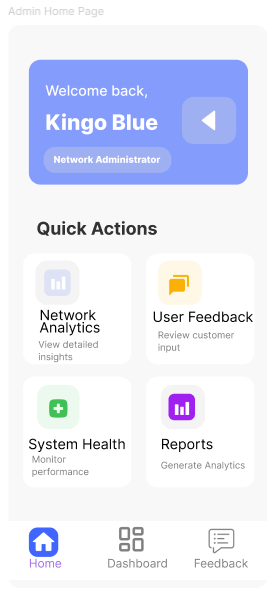 Admin Home Page
Welcome back,
Kingo Blue
Network Administrator
Quick Actions
Network
Analytics
View detailed
insights
User Feedback
Review customer
input
System Health
Monitor
performance
Reports
Generate Analytics
Home
Dashboard
Feedback